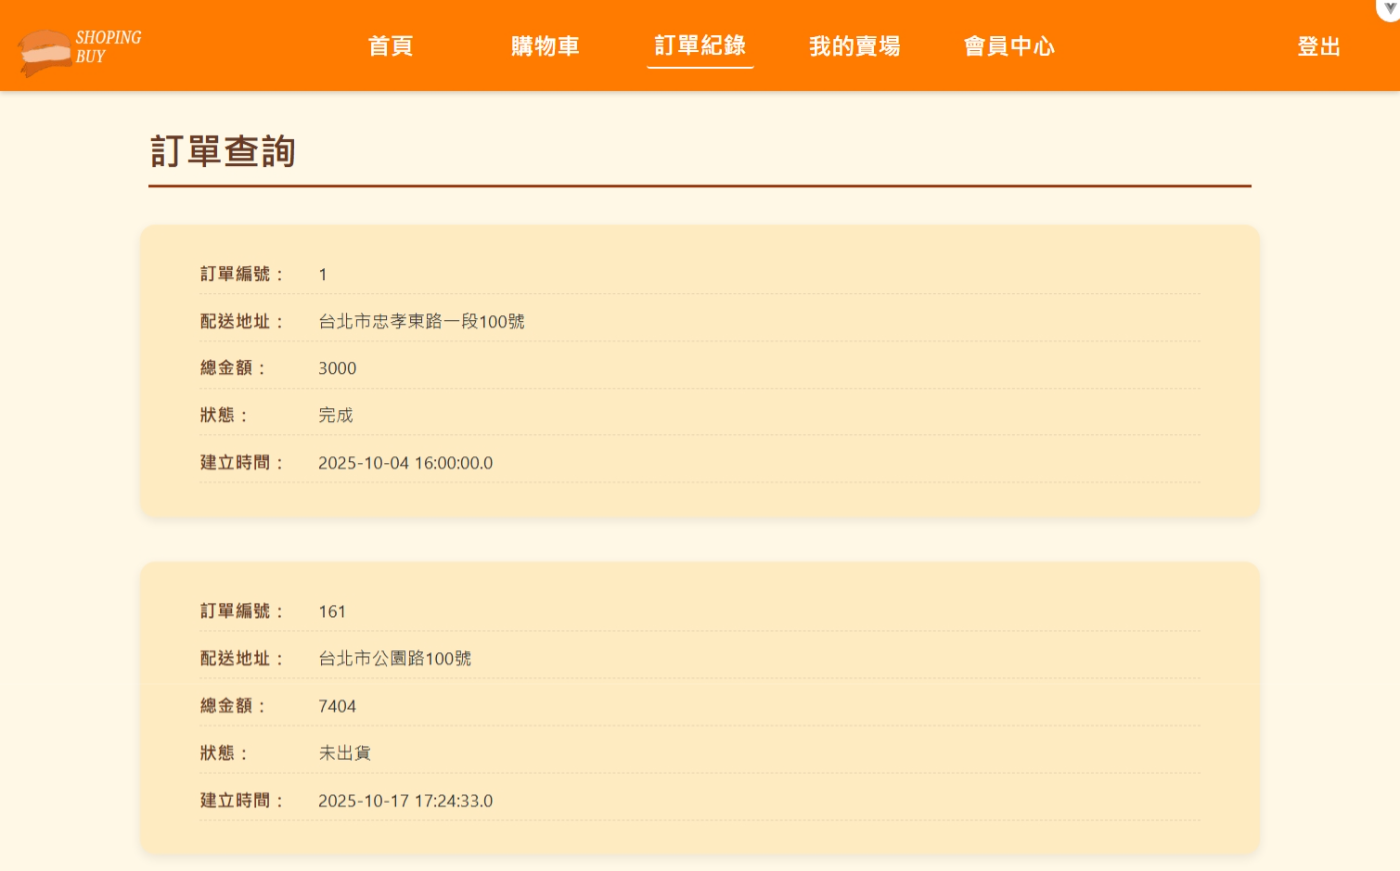 SHOPING
BUY
首頁 購物車 訂單紀錄 我的賣場 會員中心 登出
訂單查詢
訂單編號： 1
配送地址： 台北市忠孝東路一段100號
總金額： 3000
狀態： 完成
建立時間： 2025-10-04 16:00:00.0
訂單編號： 161
配送地址： 台北市公園路100號
總金額： 7404
狀態： 未出貨
建立時間： 2025-10-17 17:24:33.0